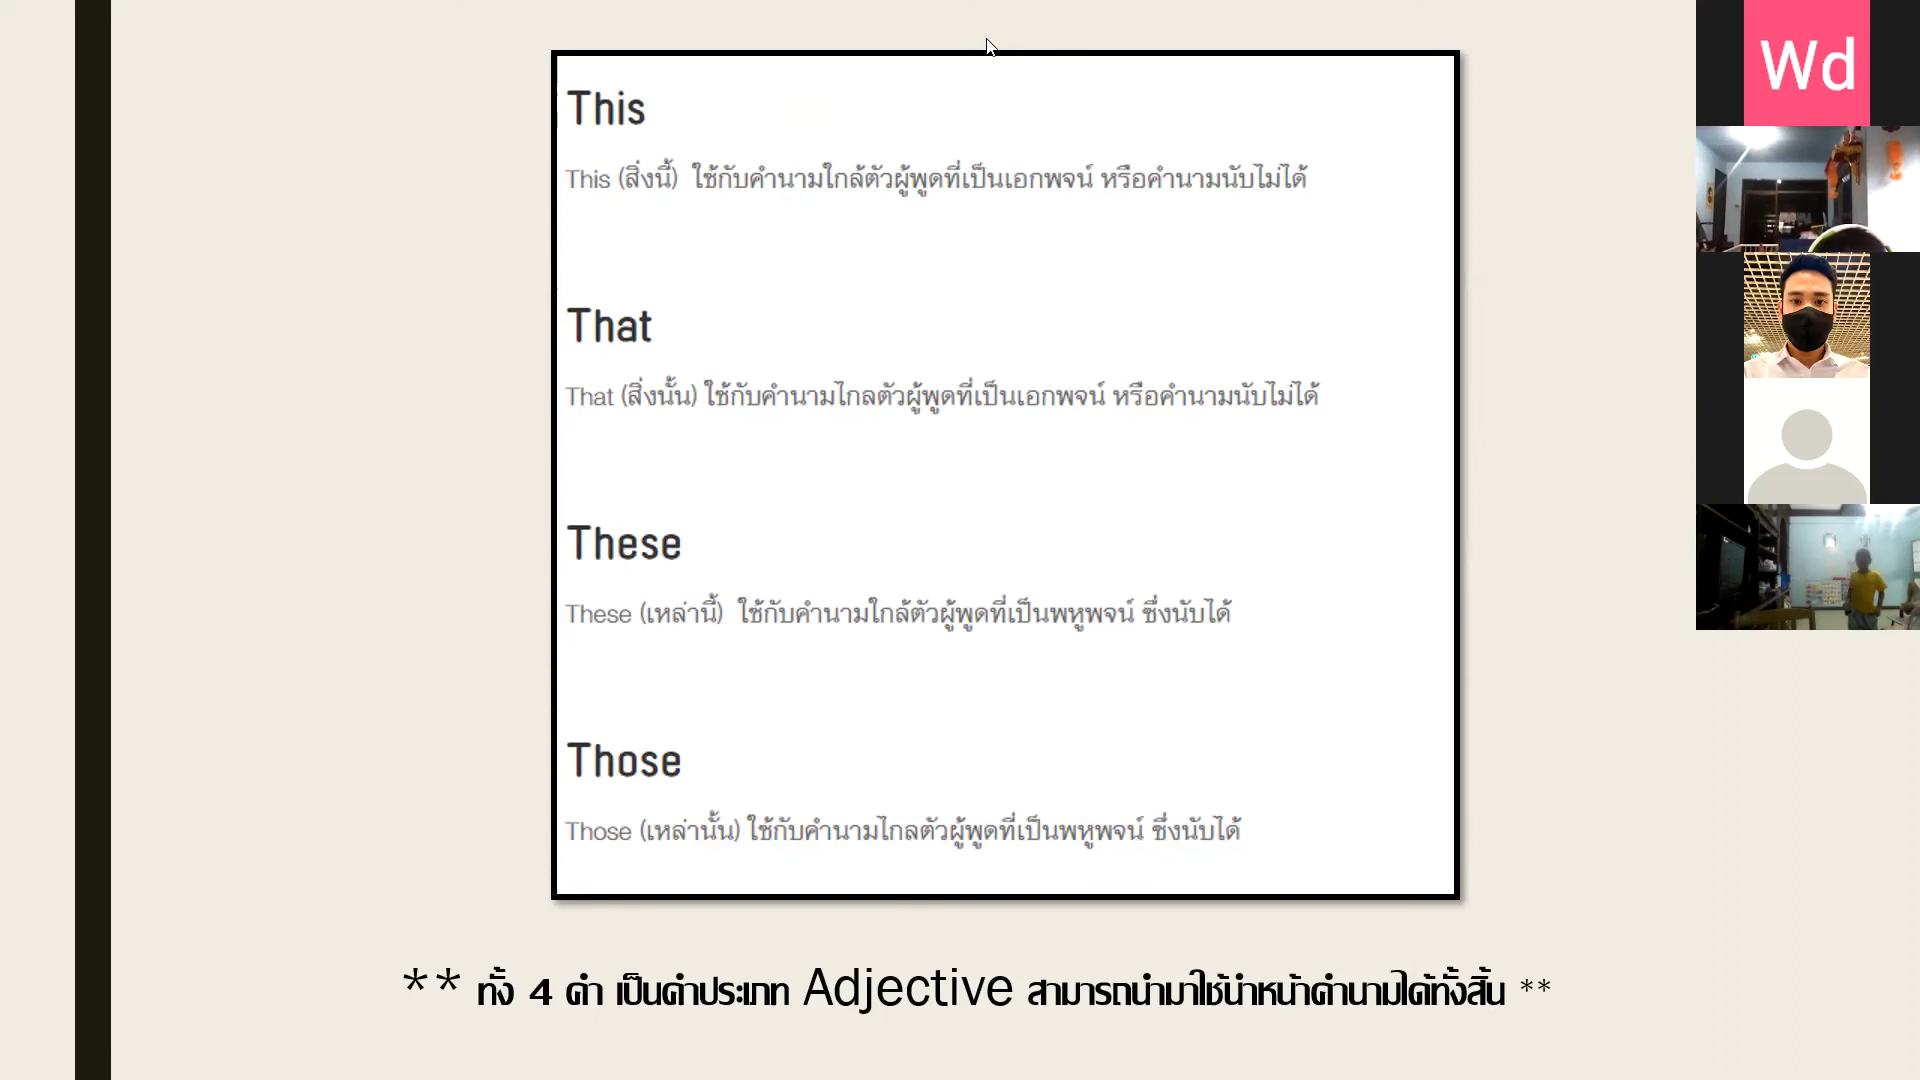 This
This (สิ่งนี้)  ใช้กับคำนามใกล้ตัวผู้พูดที่เป็นเอกพจน์ หรือคำนามนับไม่ได้
That
That (สิ่งนั้น) ใช้กับคำนามไกลตัวผู้พูดที่เป็นเอกพจน์ หรือคำนามนับไม่ได้
These
These (เหล่านี้)  ใช้กับคำนามใกล้ตัวผู้พูดที่เป็นพหูพจน์ ซึ่งนับได้
Those
Those (เหล่านั้น) ใช้กับคำนามไกลตัวผู้พูดที่เป็นพหูพจน์ ซึ่งนับได้
** ทั้ง 4 คำ เป็นคำประเภท Adjective สามารถนำมาใช้นำหน้าคำนามได้ทั้งสิ้น **
Wd